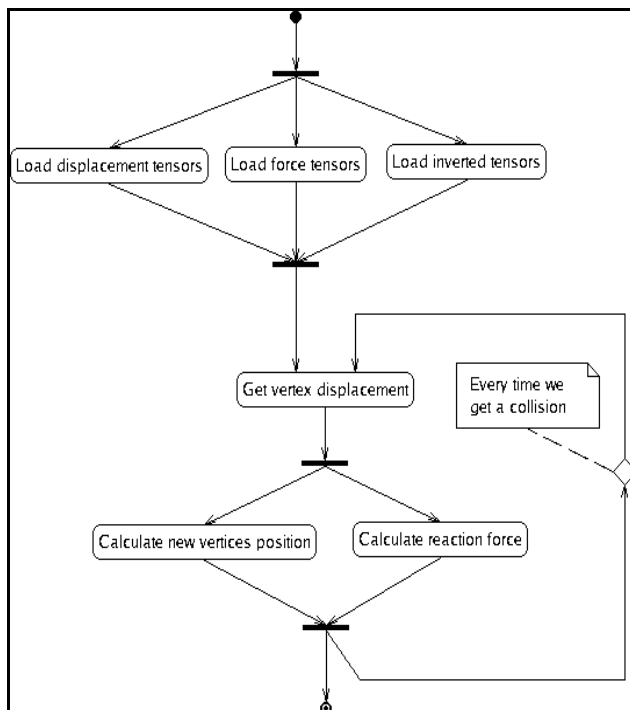 Load displacement tensors
Load force tensors
Load inverted tensors
Get vertex displacement
Every time we
get a collision
Calculate new vertices position
Calculate reaction force